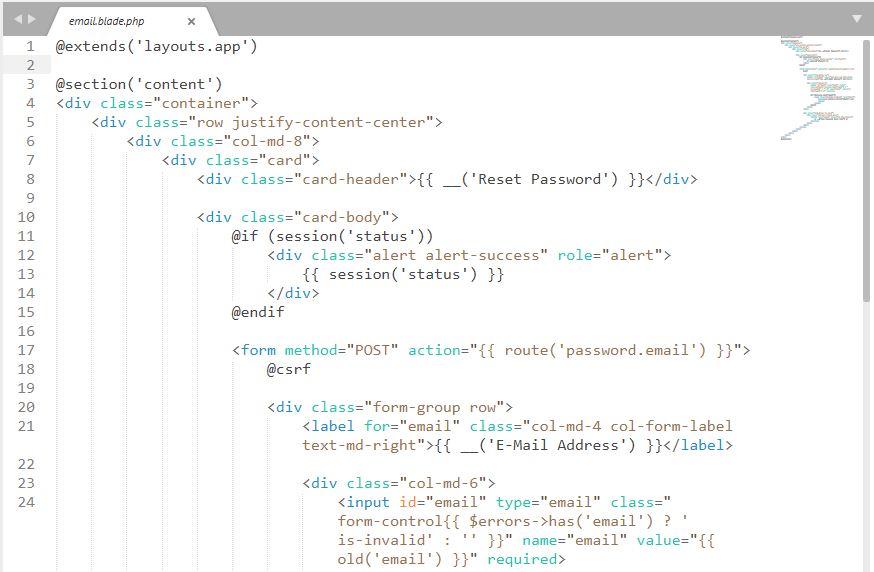 email.blade.php
1 @extends('layouts.app')
2
3 @section('content')
4 <div class="container">
5 <div class="row justify-content-center">
6 <div class="col-md-8">
7 <div class="card">
8 <div class="card-header">{{ __('Reset Password') }}</div>
9
10 <div class="card-body">
11 @if (session('status'))
12 <div class="alert alert-success" role="alert">
13 {{ session('status') }}
14 </div>
15 @endif
16
17 <form method="POST" action="{{ route('password.email') }}">
18 @csrf
19
20 <div class="form-group row">
21 <label for="email" class="col-md-4 col-form-label
text-md-right">{{ __('E-Mail Address') }}</label>
22
23 <div class="col-md-6">
24 <input id="email" type="email" class="
form-control{{ $errors->has('email') ? '
is-invalid' : '' }}" name="email" value="{{
old('email') }}" required>